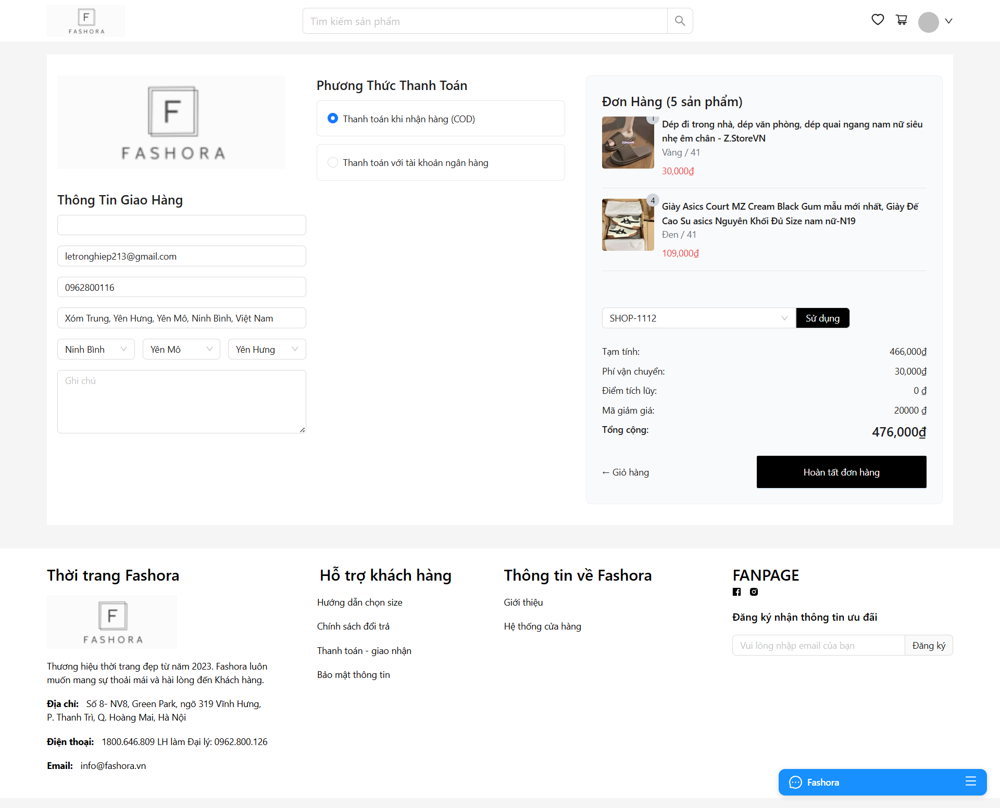 F
FASHORA
Tìm kiếm sản phẩm
F
FASHORA
Thông Tin Giao Hàng
letronghiep213@gmail.com
0962800116
Xóm Trung, Yên Hưng, Yên Mô, Ninh Bình, Việt Nam
Ninh Bình
Yên Mô
Yên Hưng
Ghi chú
Phương Thức Thanh Toán
Thanh toán khi nhận hàng (COD)
Thanh toán với tài khoản ngân hàng
Đơn Hàng (5 sản phẩm)
1
Z.StoreVN
Dép đi trong nhà, dép văn phòng, dép quai ngang nam nữ siêu
nhẹ êm chân - Z.StoreVN
Vàng / 41
30,000₫
4
Giày Asics Court MZ Cream Black Gum mẫu mới nhất, Giày Đế
Cao Su asics Nguyên Khối Đủ Size nam nữ-N19
Đen / 41
109,000₫
SHOP-1112
Sử dụng
Tạm tính: 466,000₫
Phí vận chuyển: 30,000₫
Điểm tích lũy: 0 ₫
Mã giảm giá: 20000 ₫
Tổng cộng: 476,000₫
← Giỏ hàng
Hoàn tất đơn hàng
Thời trang Fashora
F
FASHORA
Thương hiệu thời trang đẹp từ năm 2023. Fashora luôn
muốn mang sự thoải mái và hài lòng đến Khách hàng.
Địa chỉ: Số 8- NV8, Green Park, ngõ 319 Vĩnh Hưng,
P. Thanh Trì, Q. Hoàng Mai, Hà Nội
Điện thoại: 1800.646.809 LH làm Đại lý: 0962.800.126
Email: info@fashora.vn
Hỗ trợ khách hàng
Hướng dẫn chọn size
Chính sách đổi trả
Thanh toán - giao nhận
Bảo mật thông tin
Thông tin về Fashora
Giới thiệu
Hệ thống cửa hàng
FANPAGE
Đăng ký nhận thông tin ưu đãi
Vui lòng nhập email của bạn
Đăng ký
Fashora